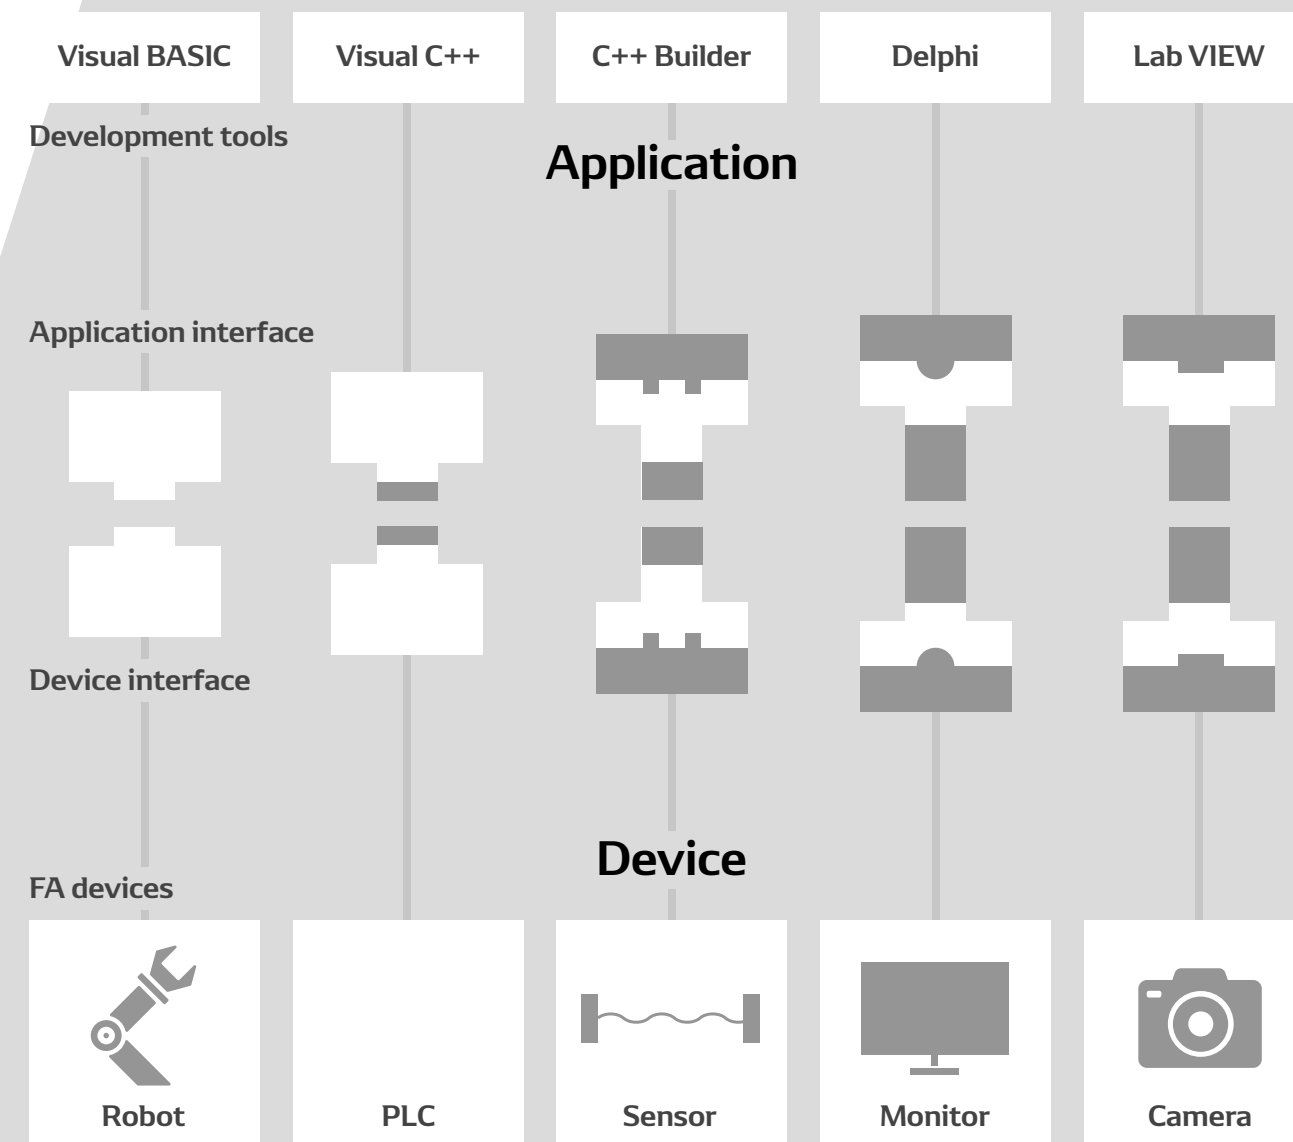 Visual BASIC
Visual C++
C++ Builder
Delphi
Lab VIEW
Development tools
Application
Application interface
Device interface
Device
FA devices
Robot
PLC
Sensor
Monitor
Camera